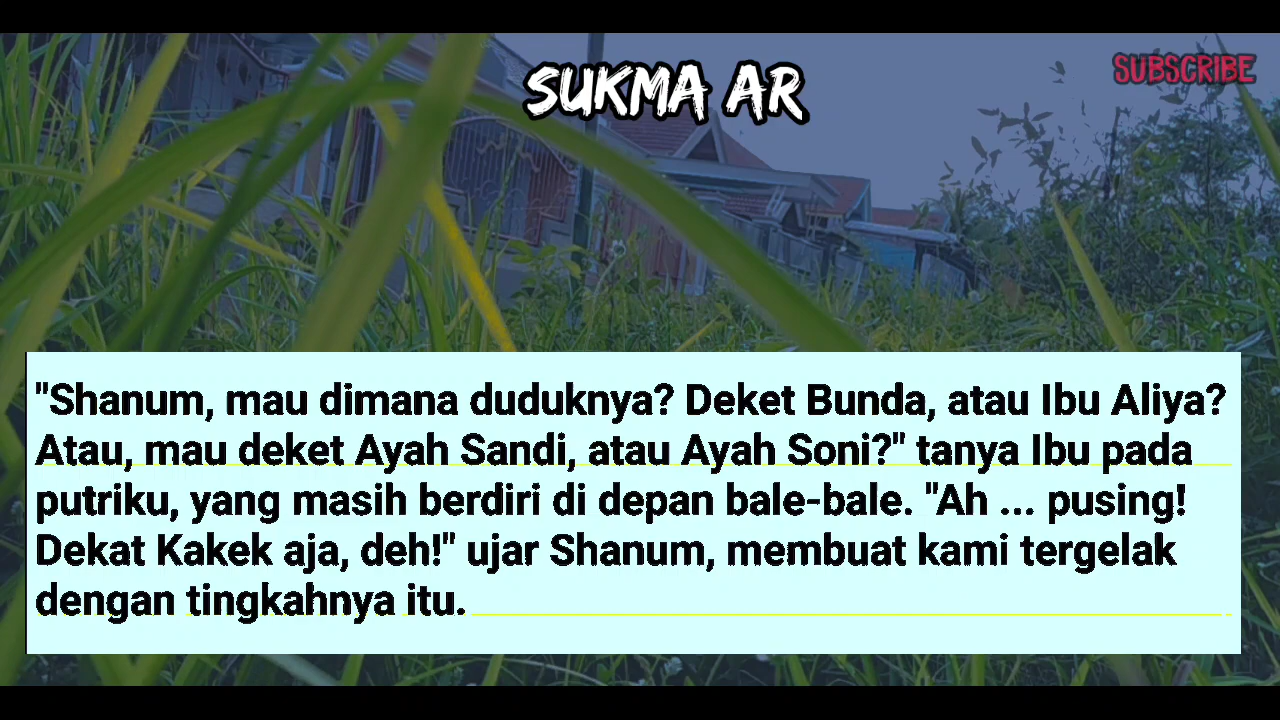 SUKMA AR
SUBSCRIBE
"Shanum, mau dimana duduknya? Deket Bunda, atau Ibu Aliya?
Atau, mau deket Ayah Sandi, atau Ayah Soni?" tanya Ibu pada
putriku, yang masih berdiri di depan bale-bale. "Ah ... pusing!
Dekat Kakek aja, deh!" ujar Shanum, membuat kami tergelak
dengan tingkahnya itu.